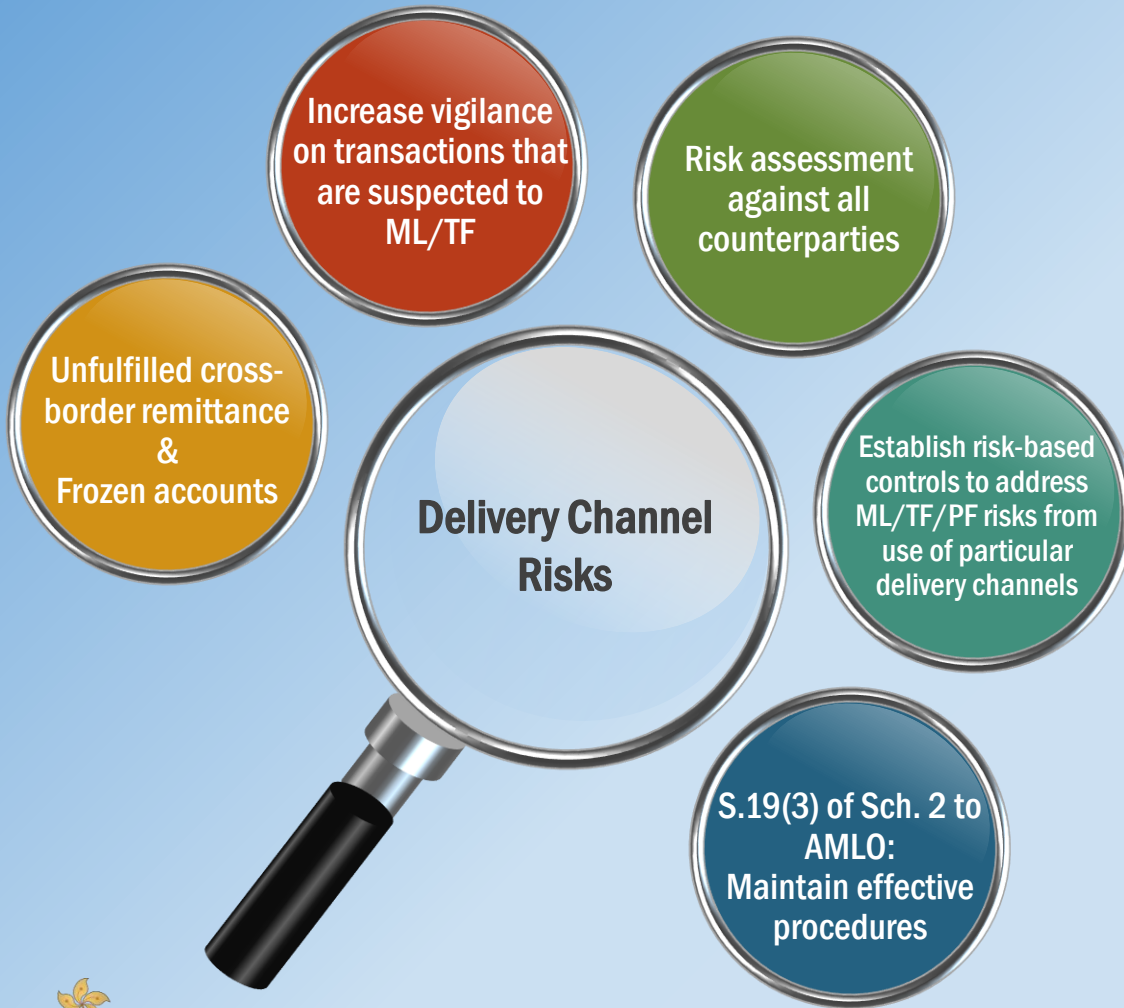 Increase vigilance
on transactions that
are suspected to
ML/TF
Risk assessment
against all
counterparties
Unfulfilled cross-
border remittance
&
Frozen accounts
Delivery Channel
Risks
Establish risk-based
controls to address
ML/TF/PF risks from
use of particular
delivery channels
S.19(3) of Sch. 2 to
AMLO:
Maintain effective
procedures